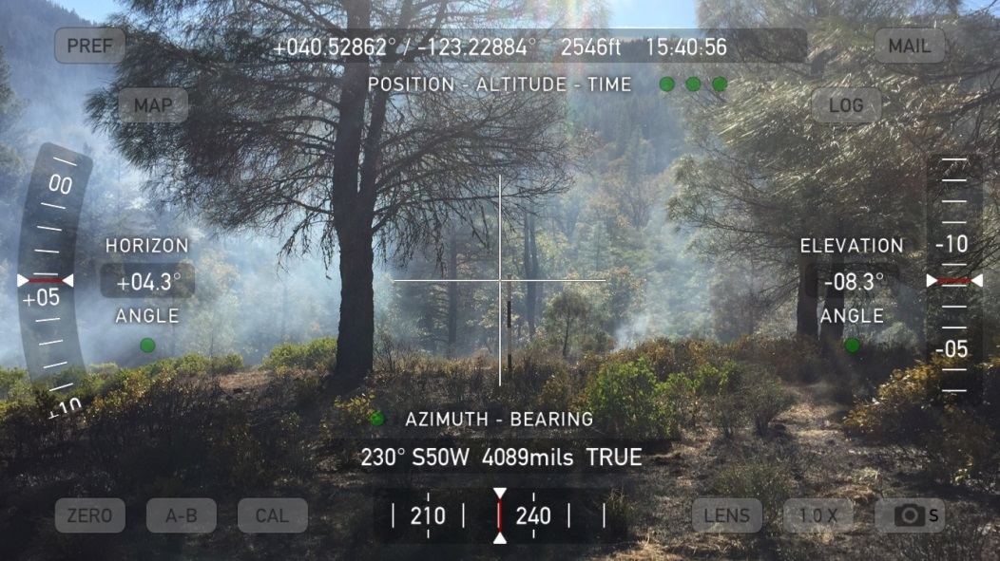 PREF
+040.52862° / -123.22884° 2546ft 15:40:56
MAIL
POSITION - ALTITUDE - TIME
MAP
LOG
00
HORIZON
ELEVATION
-10
+04.3°
-08.3°
+05
ANGLE
ANGLE
-05
+10
AZIMUTH - BEARING
230° S50W 4089mils TRUE
ZERO
A-B
CAL
210
240
LENS
1.0 X
S